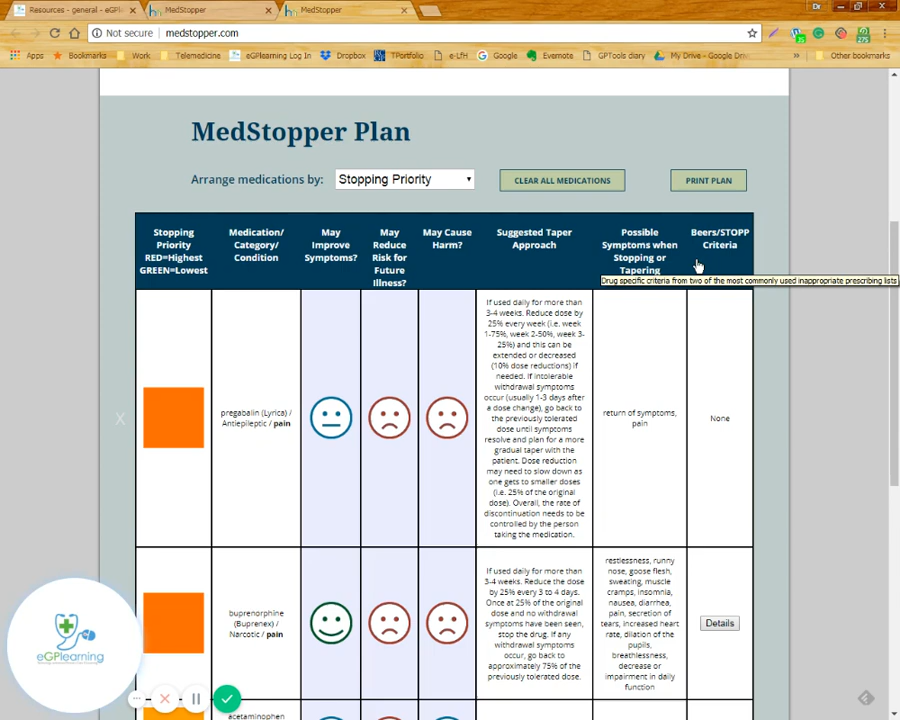 Resources - general - eGPl
MedStopper
MedStopper
Dr
Not secure | medstopper.com
Apps
Bookmarks
Work
Telemedicine
eGPlearning Log In
Dropbox
TPortfolio
e-LfH
Google
Evernote
GPTools diary
My Drive - Google Driv
»
Other bookmarks
MedStopper Plan
Arrange medications by:
Stopping Priority
CLEAR ALL MEDICATIONS
PRINT PLAN
Stopping
Priority
RED=Highest
GREEN=Lowest
Medication/
Category/
Condition
May
Improve
Symptoms?
May
Reduce
Risk for
Future
Illness?
May Cause
Harm?
Suggested Taper
Approach
Possible
Symptoms when
Stopping or
Tapering
Beers/STOPP
Criteria
Drug specific criteria from two of the most commonly used inappropriate prescribing lists
X
pregabalin (Lyrica) /
Antiepileptic / pain
If used daily for more than
3-4 weeks. Reduce dose by
25% every week (i.e. week
1-75%, week 2-50%, week 3-
25%) and this can be
extended or decreased
(10% dose reductions) if
needed. If intolerable
withdrawal symptoms
occur (usually 1-3 days after
a dose change), go back to
the previously tolerated
dose until symptoms
resolve and plan for a more
gradual taper with the
patient. Dose reduction
may need to slow down as
one gets to smaller doses
(i.e. 25% of the original
dose). Overall, the rate of
discontinuation needs to be
controlled by the person
taking the medication.
return of symptoms,
pain
None
buprenorphine
(Buprenex) /
Narcotic / pain
If used daily for more than
3-4 weeks. Reduce the dose
by 25% every 3 to 4 days.
Once at 25% of the original
dose and no withdrawal
symptoms have been seen,
stop the drug. If any
withdrawal symptoms
occur, go back to
approximately 75% of the
previously tolerated dose.
restlessness, runny
nose, goose flesh,
sweating, muscle
cramps, insomnia,
nausea, diarrhea,
pain, secretion of
tears, increased heart
rate, dilation of the
pupils,
breathlessness,
decrease or
impairment in daily
function
Details
acetaminophen
eGPlearning